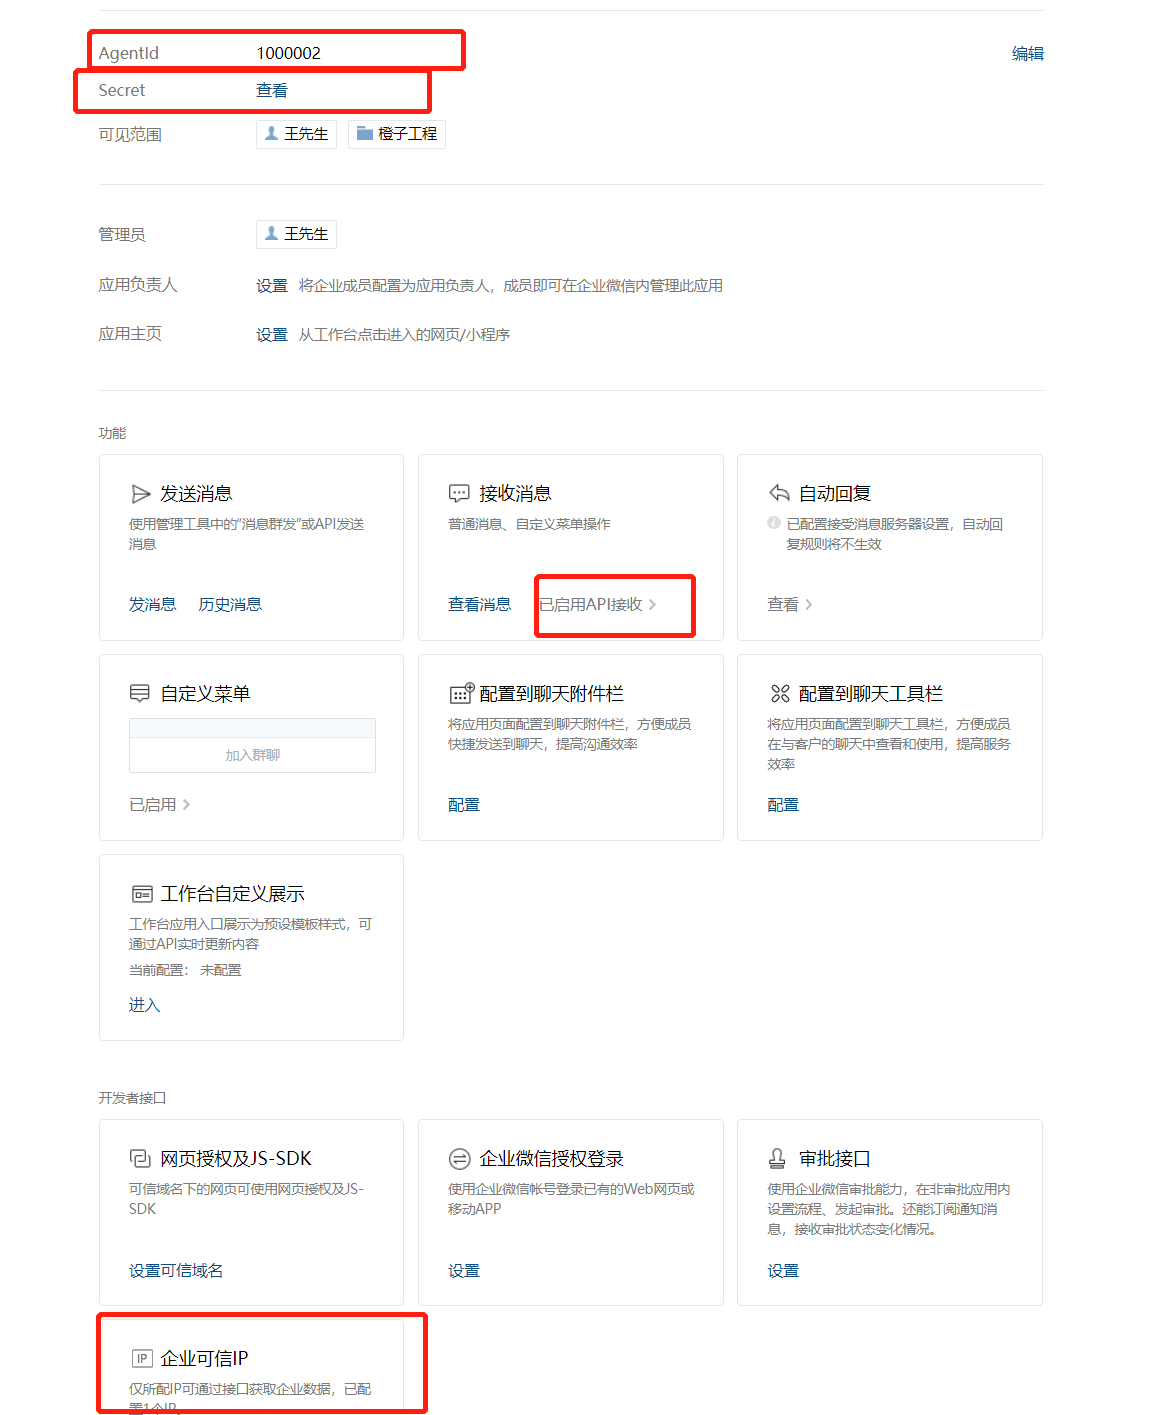 AgentId 1000002 编辑
Secret 查看
可见范围 王先生 橙子工程
管理员 王先生
应用负责人 设置 将企业成员配置为应用负责人，成员即可在企业微信内管理此应用
应用主页 设置 从工作台点击进入的网页/小程序
功能
发送消息
使用管理工具中的“消息群发”或API发送
消息
发消息 历史消息
接收消息
普通消息、自定义菜单操作
查看消息 已启用API接收
自动回复
已配置接受消息服务器设置，自动回
复规则将不生效
查看
自定义菜单
加入群聊
已启用
配置到聊天附件栏
将应用页面配置到聊天附件栏，方便成员
快捷发送到聊天，提高沟通效率
配置
配置到聊天工具栏
将应用页面配置到聊天工具栏，方便成员
在与客户的聊天中查看和使用，提高服务
效率
配置
工作台自定义展示
工作台应用入口展示为预设模板样式，可
通过API实时更新内容
当前配置： 未配置
进入
开发者接口
网页授权及JS-SDK
可信域名下的网页可使用网页授权及JS-
SDK
设置可信域名
企业微信授权登录
使用企业微信帐号登录已有的Web网页或
移动APP
设置
审批接口
使用企业微信审批能力，在非审批应用内
设置流程、发起审批。还能订阅通知消
息，接收审批状态变化情况。
设置
IP 企业可信IP
仅所配IP可通过接口获取企业数据，已配
置1个IP。